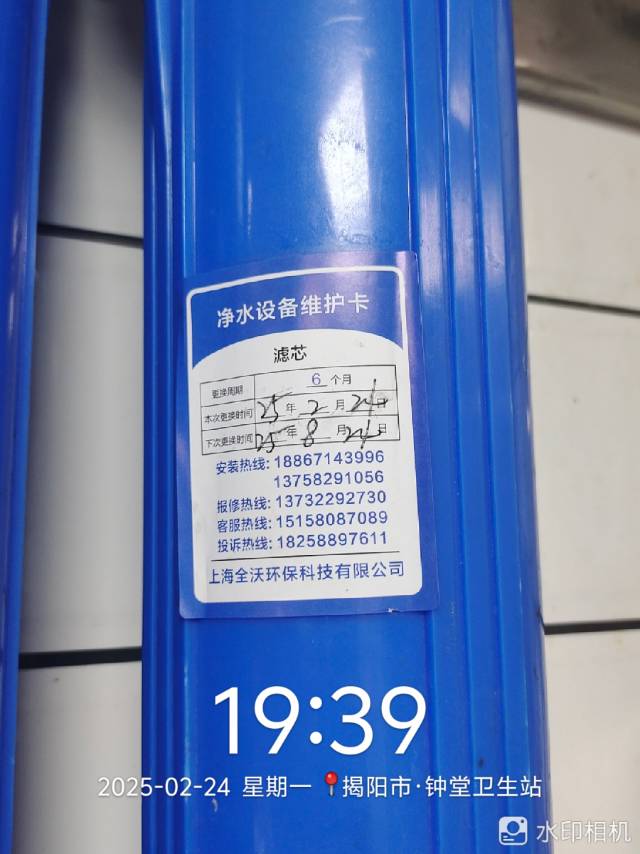 净水设备维护卡
滤芯
更换周期 6 个月
本次更换时间 25 年 2 月 24 日
下次更换时间 25 年 8 月 24 日
安装热线: 18867143996
13758291056
报修热线: 13732292730
客服热线: 15158087089
投诉热线: 18258897611
上海全沃环保科技有限公司
19:39
2025-02-24 星期一 📍揭阳市·钟堂卫生站
水印相机